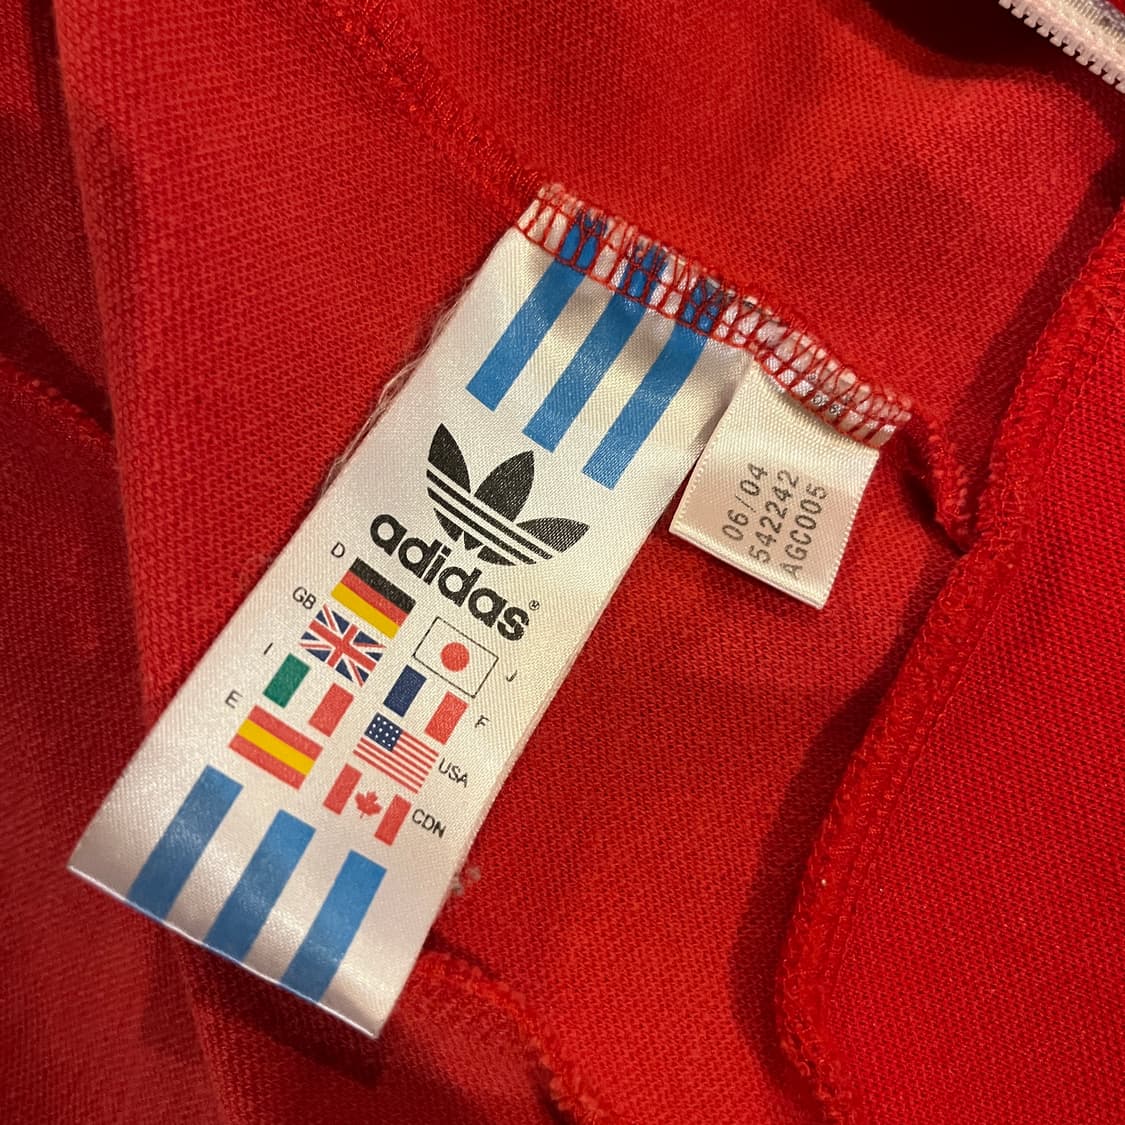 adidas®
D
GB
J
I
F
E
USA
CDN
06/04
542242
AGC005